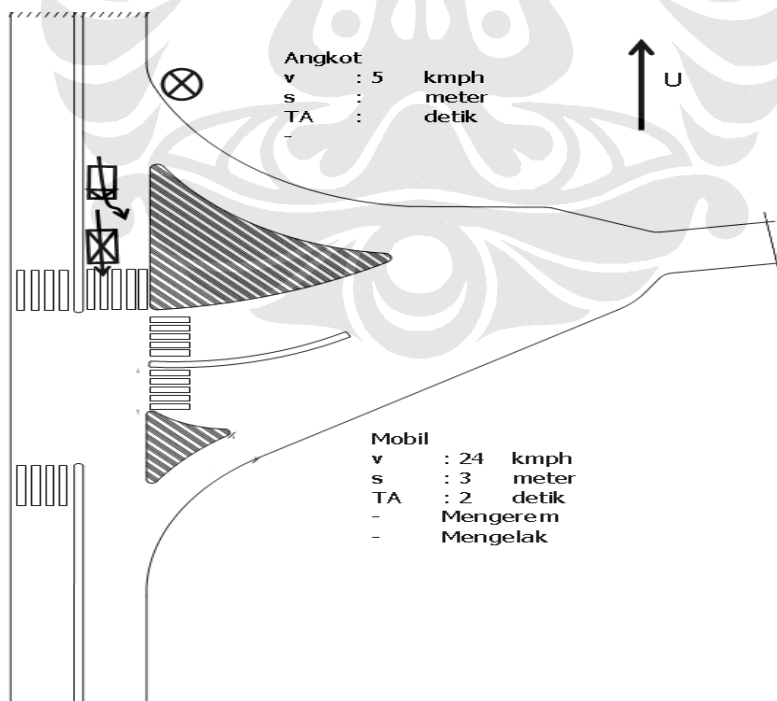 Angkot
v : 5 kmph
s : meter
TA : detik
-
U
Mobil
v : 24 kmph
s : 3 meter
TA : 2 detik
- Mengerem
- Mengelak